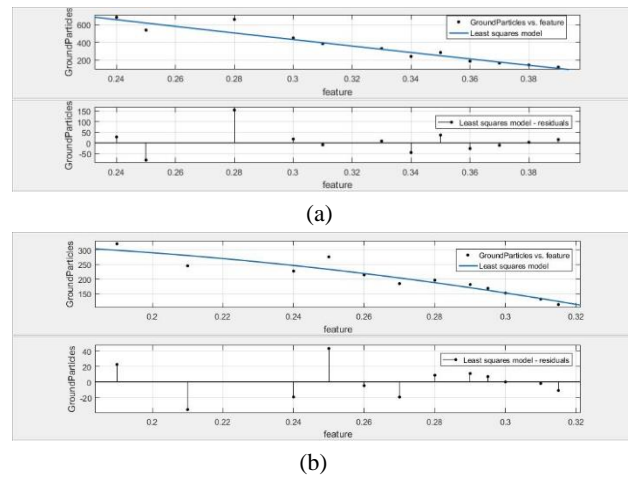 GroundParticles
600
400
200
GroundParticles vs. feature
Least squares model
0.24 0.26 0.28 0.3 0.32 0.34 0.36 0.38
feature
GroundParticles
150
100
50
0
-50
Least squares model - residuals
0.24 0.26 0.28 0.3 0.32 0.34 0.36 0.38
feature
(a)
GroundParticles
300
250
200
150
GroundParticles vs. feature
Least squares model
0.2 0.22 0.24 0.26 0.28 0.3 0.32
feature
GroundParticles
40
20
0
-20
Least squares model - residuals
0.2 0.22 0.24 0.26 0.28 0.3 0.32
feature
(b)